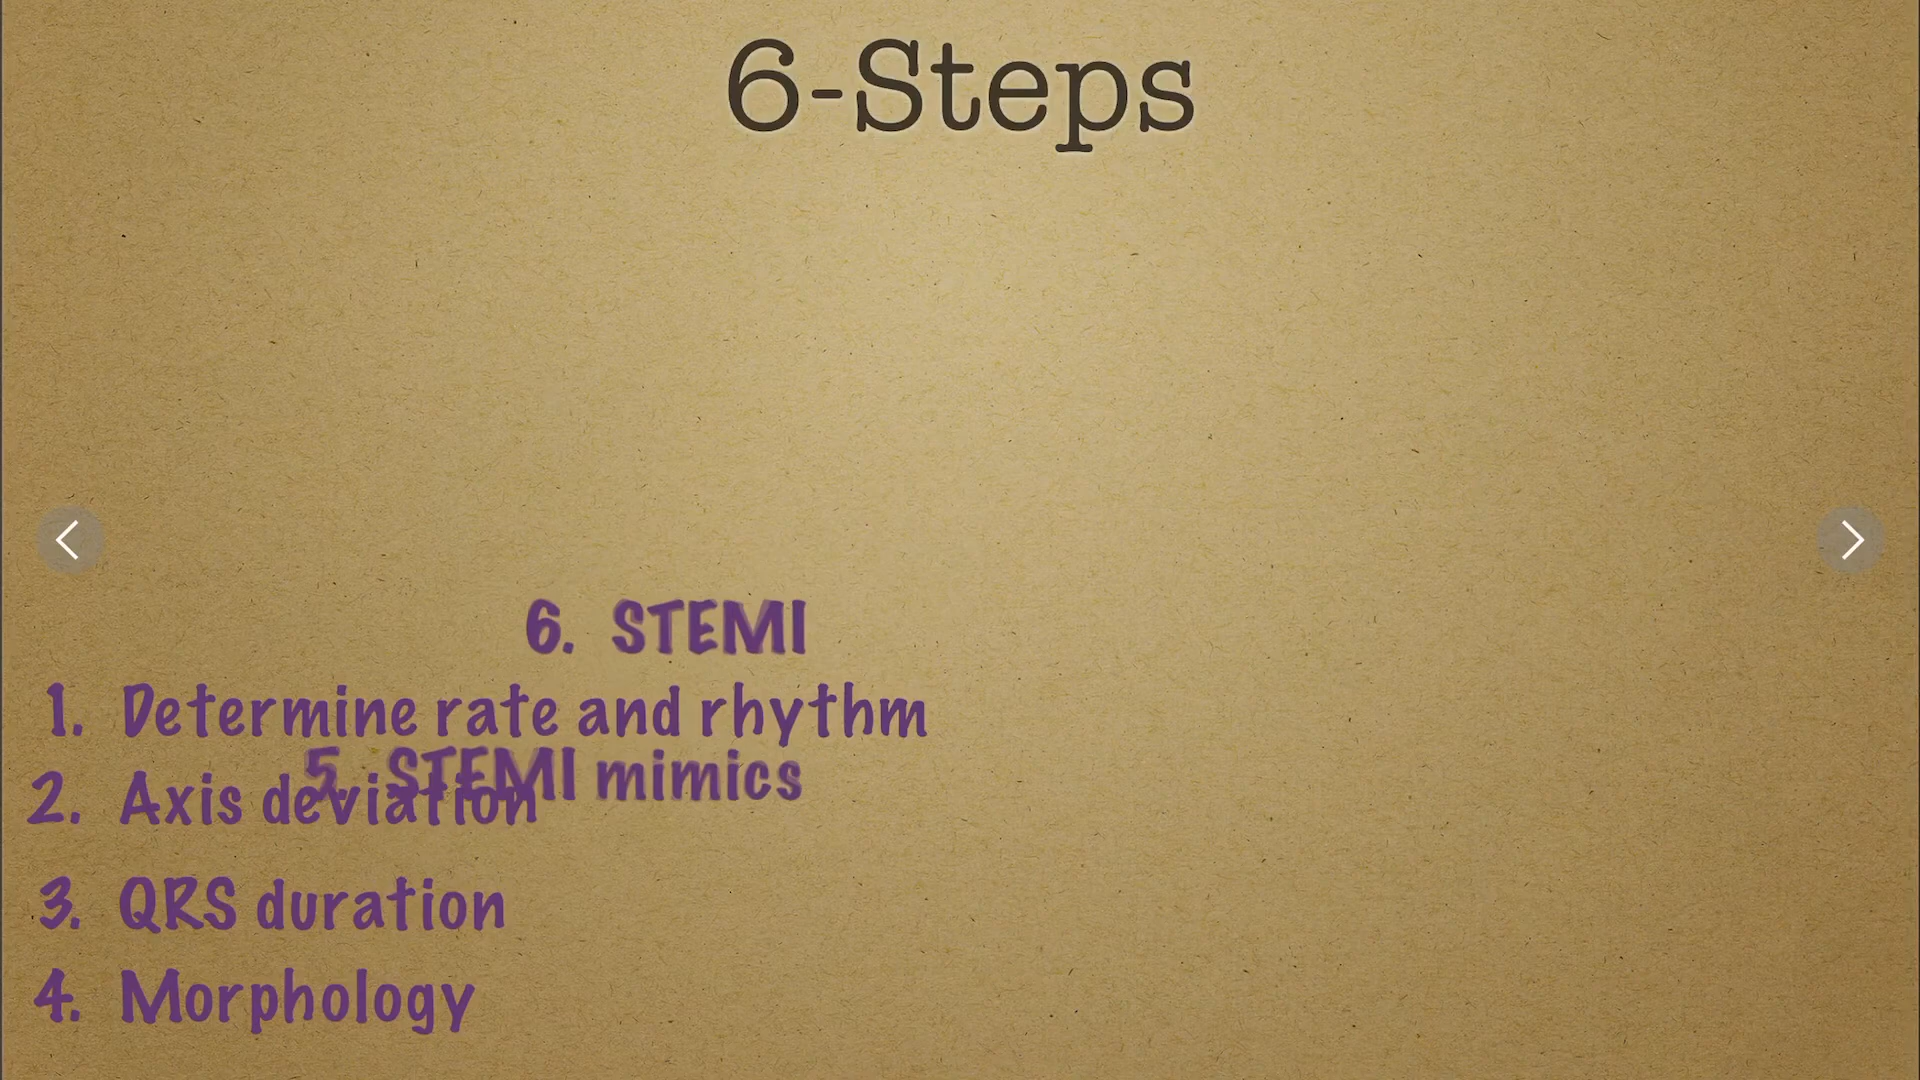 6-Steps
6. STEMI
1. Determine rate and rhythm
5. STEMI mimics
2. Axis deviation
3. QRS duration
4. Morphology